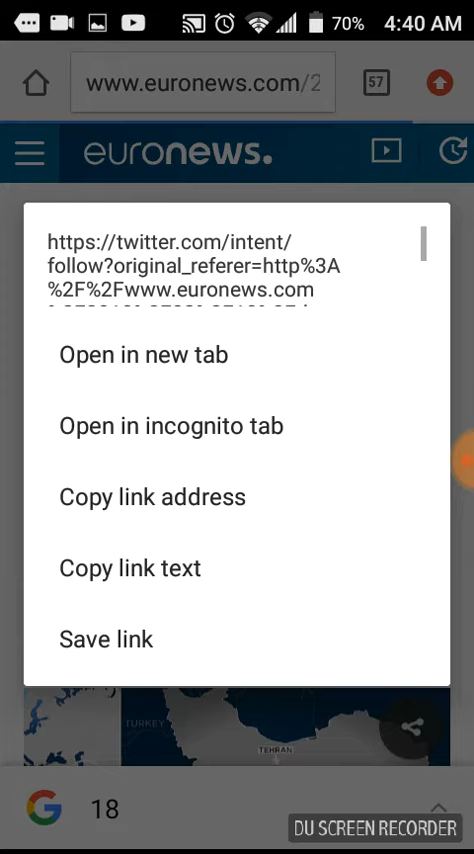 70% 4:40 AM
www.euronews.com/2
57
euronews.
https://twitter.com/intent/
follow?original_referer=http%3A
%2F%2Fwww.euronews.com
Open in new tab
Open in incognito tab
Copy link address
Copy link text
Save link
TURKEY
TEHRAN
G 18
DU SCREEN RECORDER